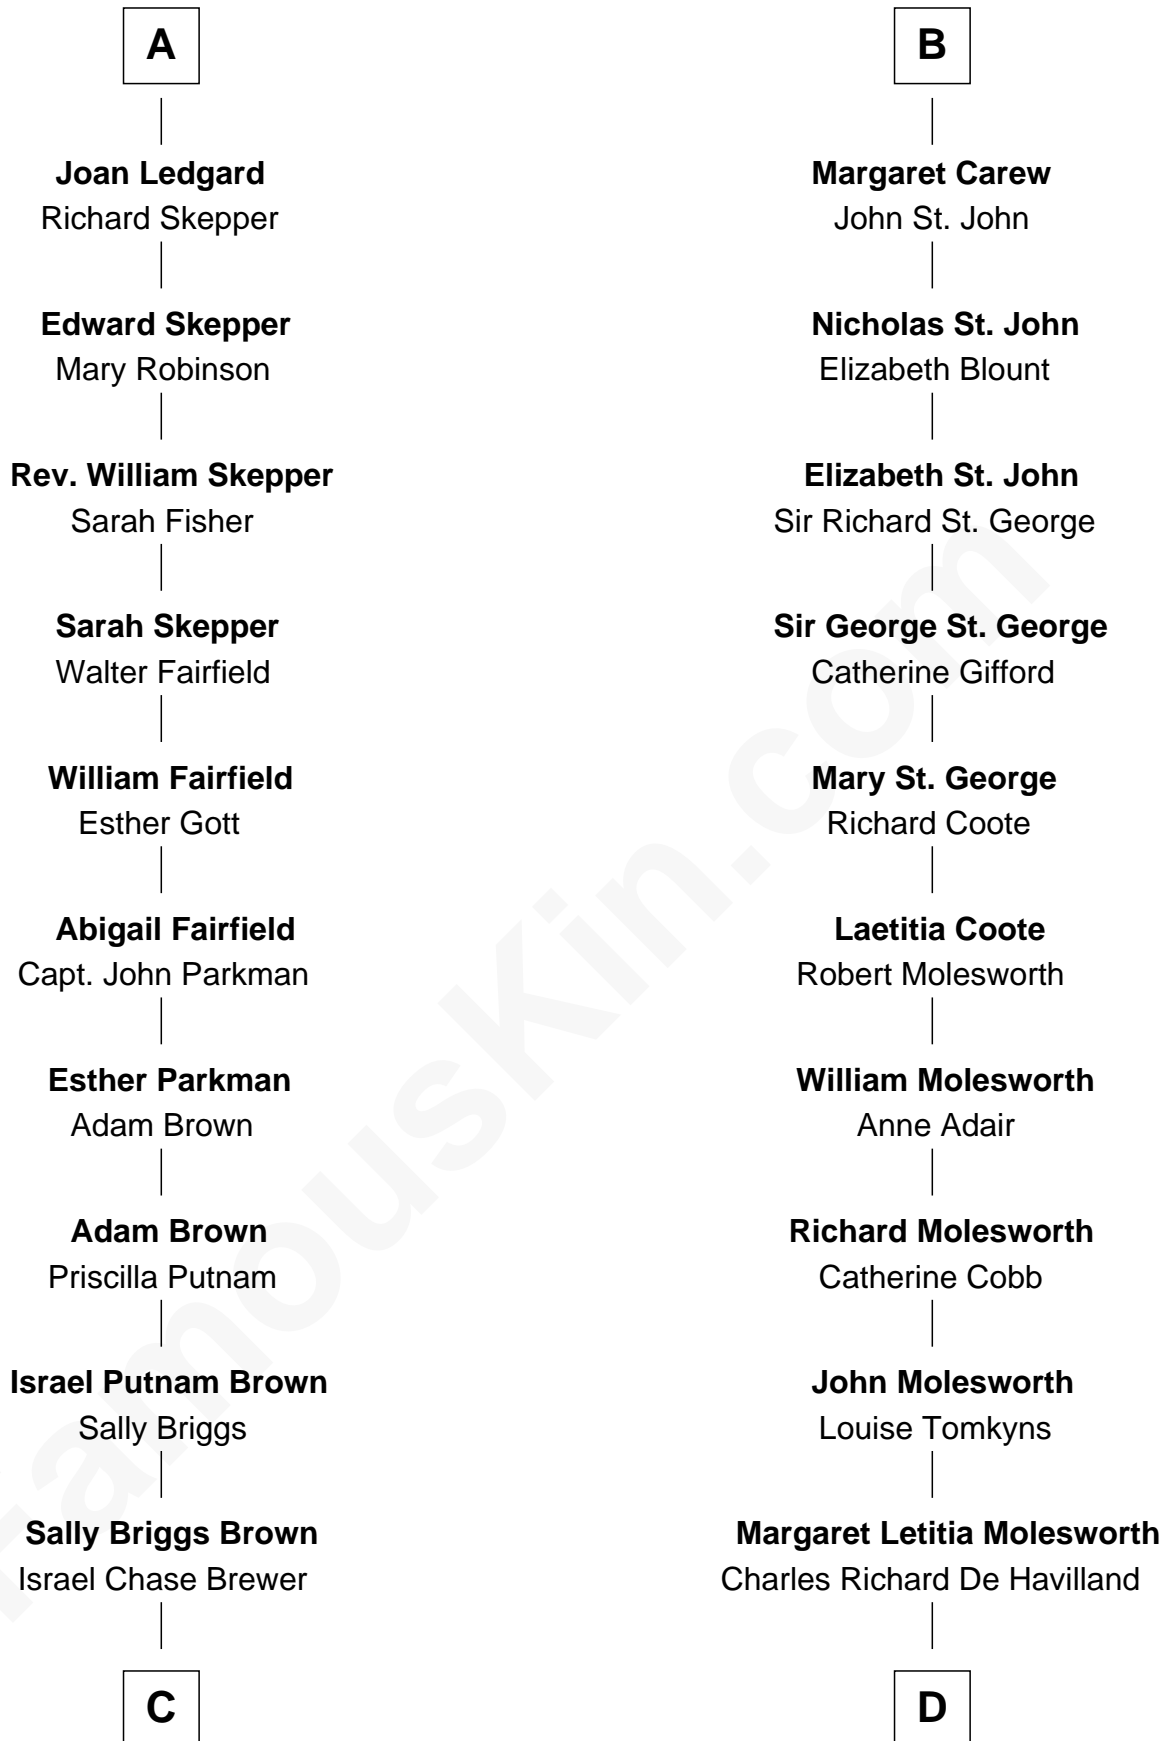 A
Joan Ledgard
Richard Skepper
Edward Skepper
Mary Robinson
Rev. William Skepper
Sarah Fisher
Sarah Skepper
Walter Fairfield
William Fairfield
Esther Gott
Abigail Fairfield
Capt. John Parkman
Esther Parkman
Adam Brown
Adam Brown
Priscilla Putnam
Israel Putnam Brown
Sally Briggs
Sally Briggs Brown
Israel Chase Brewer
C
B
Margaret Carew
John St. John
Nicholas St. John
Elizabeth Blount
Elizabeth St. John
Sir Richard St. George
Sir George St. George
Catherine Gifford
Mary St. George
Richard Coote
Laetitia Coote
Robert Molesworth
William Molesworth
Anne Adair
Richard Molesworth
Catherine Cobb
John Molesworth
Louise Tomkyns
Margaret Letitia Molesworth
Charles Richard De Havilland
D
FamousKin.com